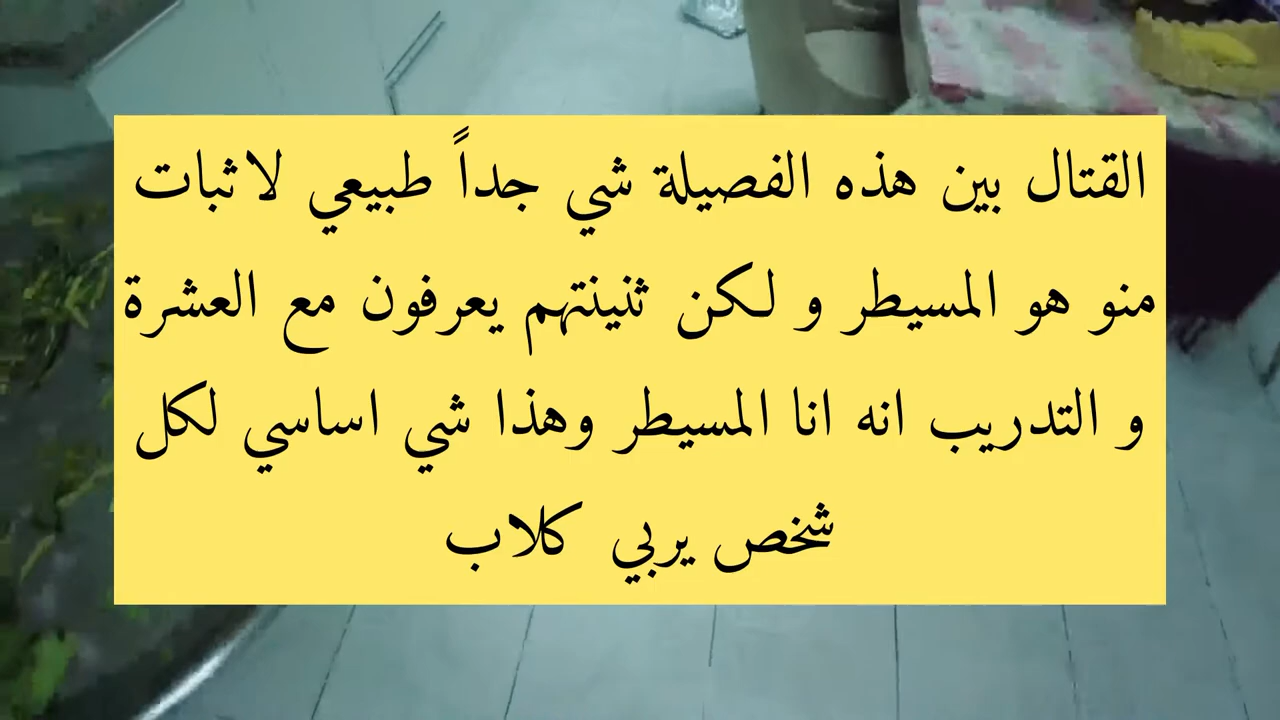 القتال بين هذه الفصيلة شي جداً طبيعي لاثبات
منو هو المسيطر و لكن ثنينتهم يعرفون مع العشرة
و التدريب انه انا المسيطر وهذا شي اساسي لكل
شخص يربي كلاب